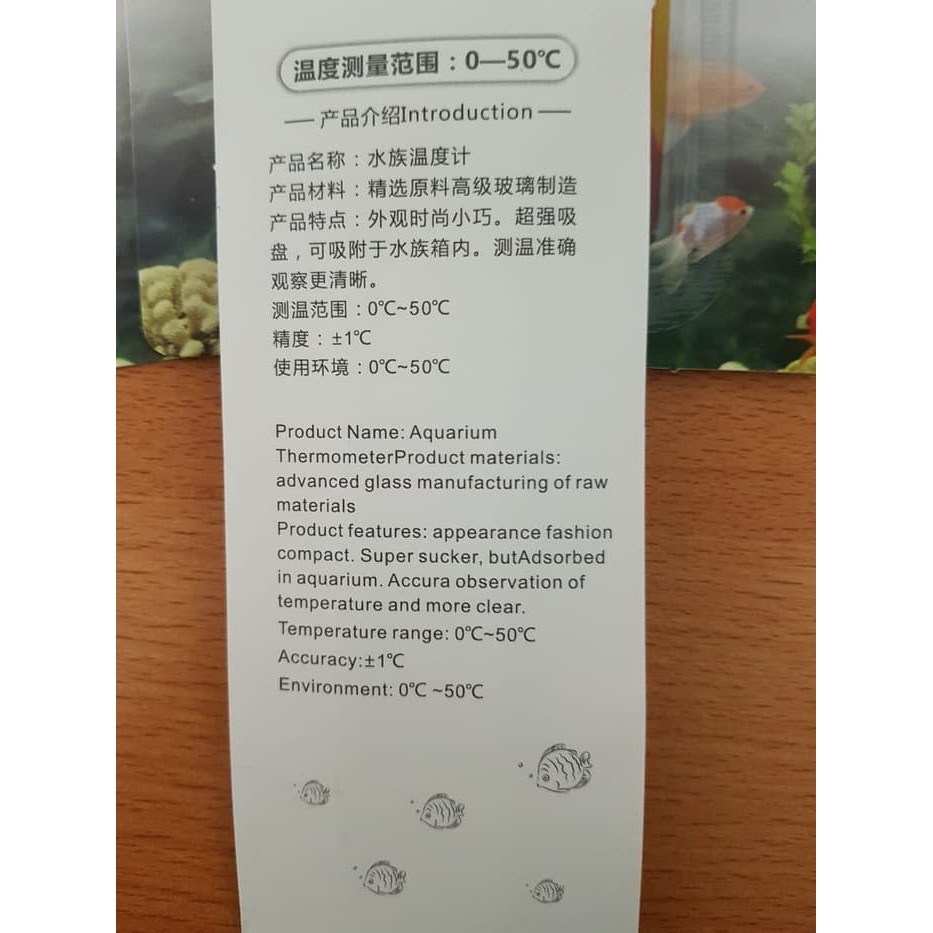 温度测量范围：0—50℃
— 产品介绍Introduction —
产品名称：水族温度计
产品材料：精选原料高级玻璃制造
产品特点：外观时尚小巧。超强吸
盘，可吸附于水族箱内。测温准确
观察更清晰。
测温范围：0℃~50℃
精度：±1℃
使用环境：0℃~50℃
Product Name: Aquarium
ThermometerProduct materials:
advanced glass manufacturing of raw
materials
Product features: appearance fashion
compact. Super sucker, butAdsorbed
in aquarium. Accura observation of
temperature and more clear.
Temperature range: 0℃~50℃
Accuracy:±1℃
Environment: 0℃ ~50℃